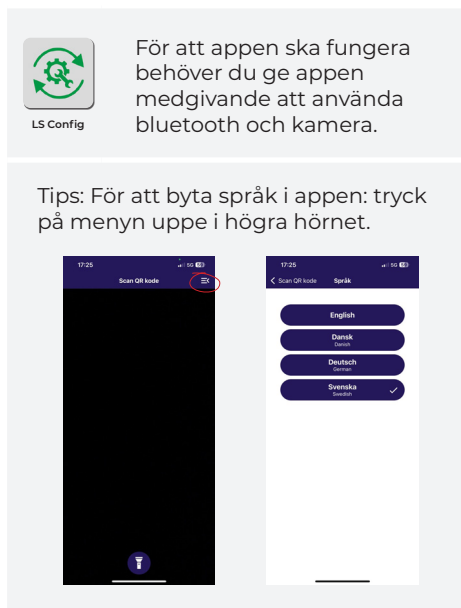 LS Config
För att appen ska fungera
behöver du ge appen
medgivande att använda
bluetooth och kamera.
Tips: För att byta språk i appen: tryck
på menyn uppe i högra hörnet.
17:25
5G
Scan QR kode
17:25
5G
Scan QR kode
Språk
English
Dansk
Danish
Deutsch
German
Svenska
Swedish